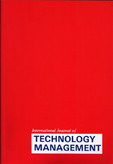 International Journal of
TECHNOLOGY
MANAGEMENT